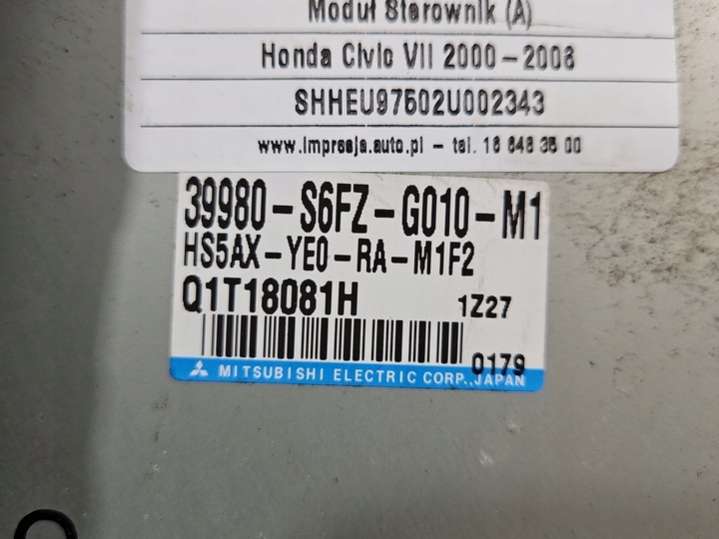 Moduł Sterownik (A)
Honda Civic VII 2000-2006
SHHEU97502U002343
www.impresja.auto.pl - tel. 18 648 35 00
39980-S6FZ-G010-M1
HS5AX-YE0-RA-M1F2
Q1T18081H 1Z27
0179
MITSUBISHI ELECTRIC CORP., JAPAN